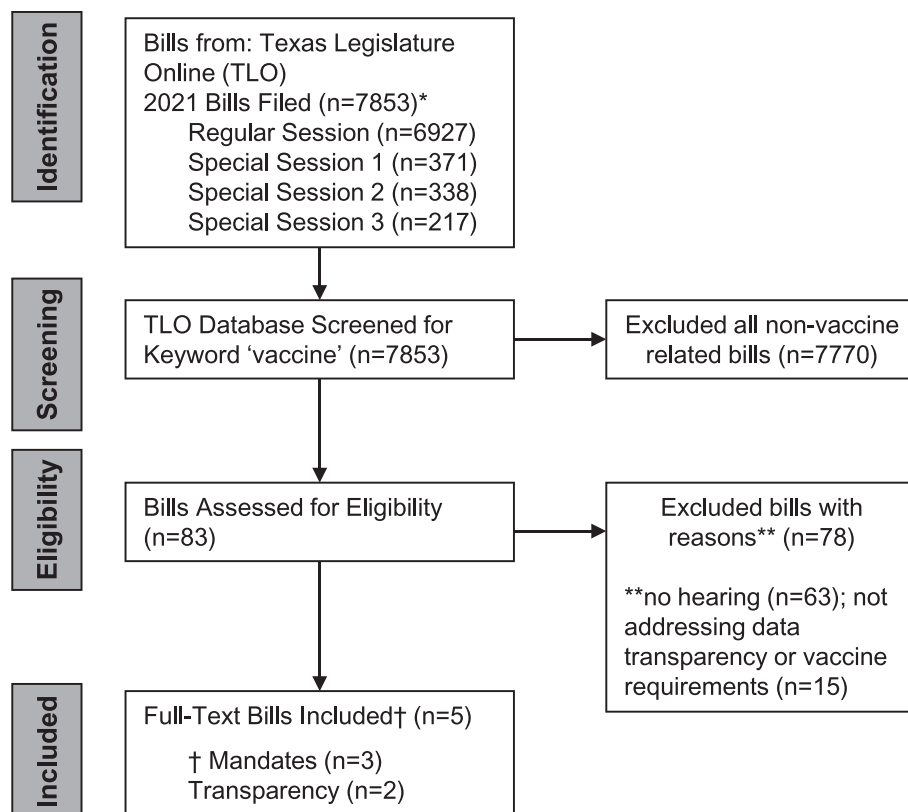 Identification
Bills from: Texas Legislature
Online (TLO)
2021 Bills Filed (n=7853)*
Regular Session (n=6927)
Special Session 1 (n=371)
Special Session 2 (n=338)
Special Session 3 (n=217)
Screening
TLO Database Screened for
Keyword ‘vaccine’ (n=7853)
Excluded all non-vaccine
related bills (n=7770)
Eligibility
Bills Assessed for Eligibility
(n=83)
Excluded bills with
reasons** (n=78)
**no hearing (n=63); not
addressing data
transparency or vaccine
requirements (n=15)
Included
Full-Text Bills Included† (n=5)
† Mandates (n=3)
Transparency (n=2)